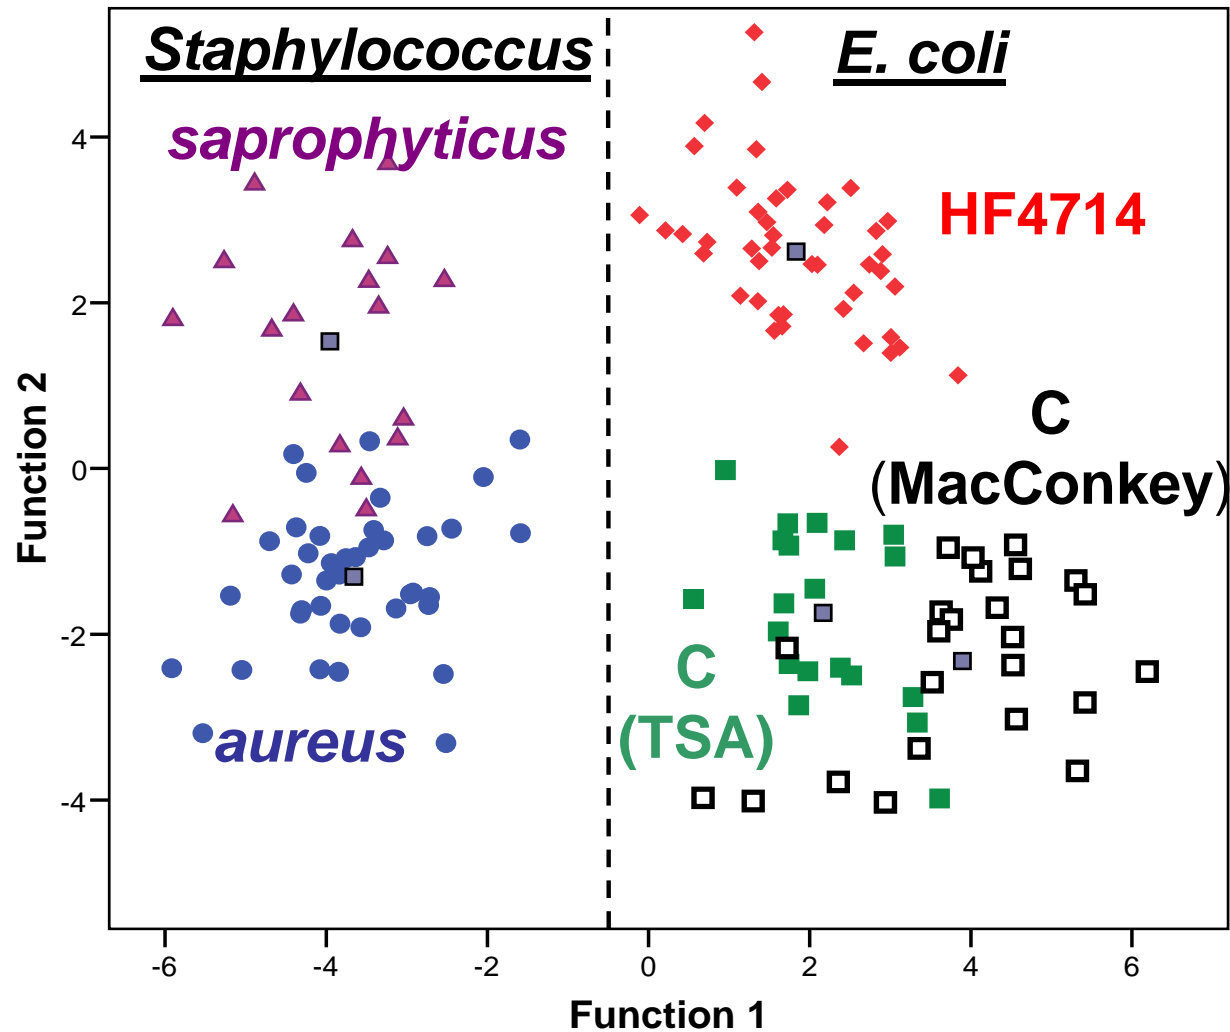 Staphylococcus
E. coli
saprophyticus
HF4714
C
(MacConkey)
C
(TSA)
aureus
Function 2
4
2
0
-2
-4
-6
-4
-2
0
2
4
6
Function 1